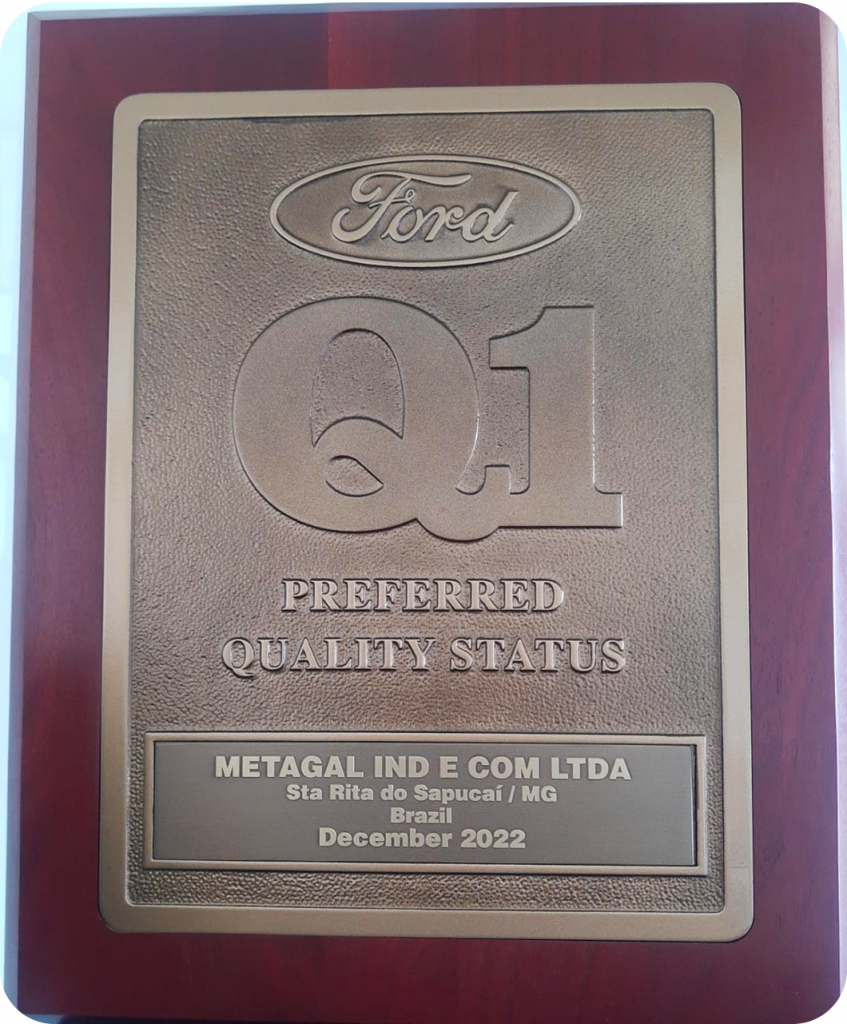 Ford
Q1
PREFERRED
QUALITY STATUS
METAGAL IND E COM LTDA
Sta Rita do Sapucaí / MG
Brazil
December 2022